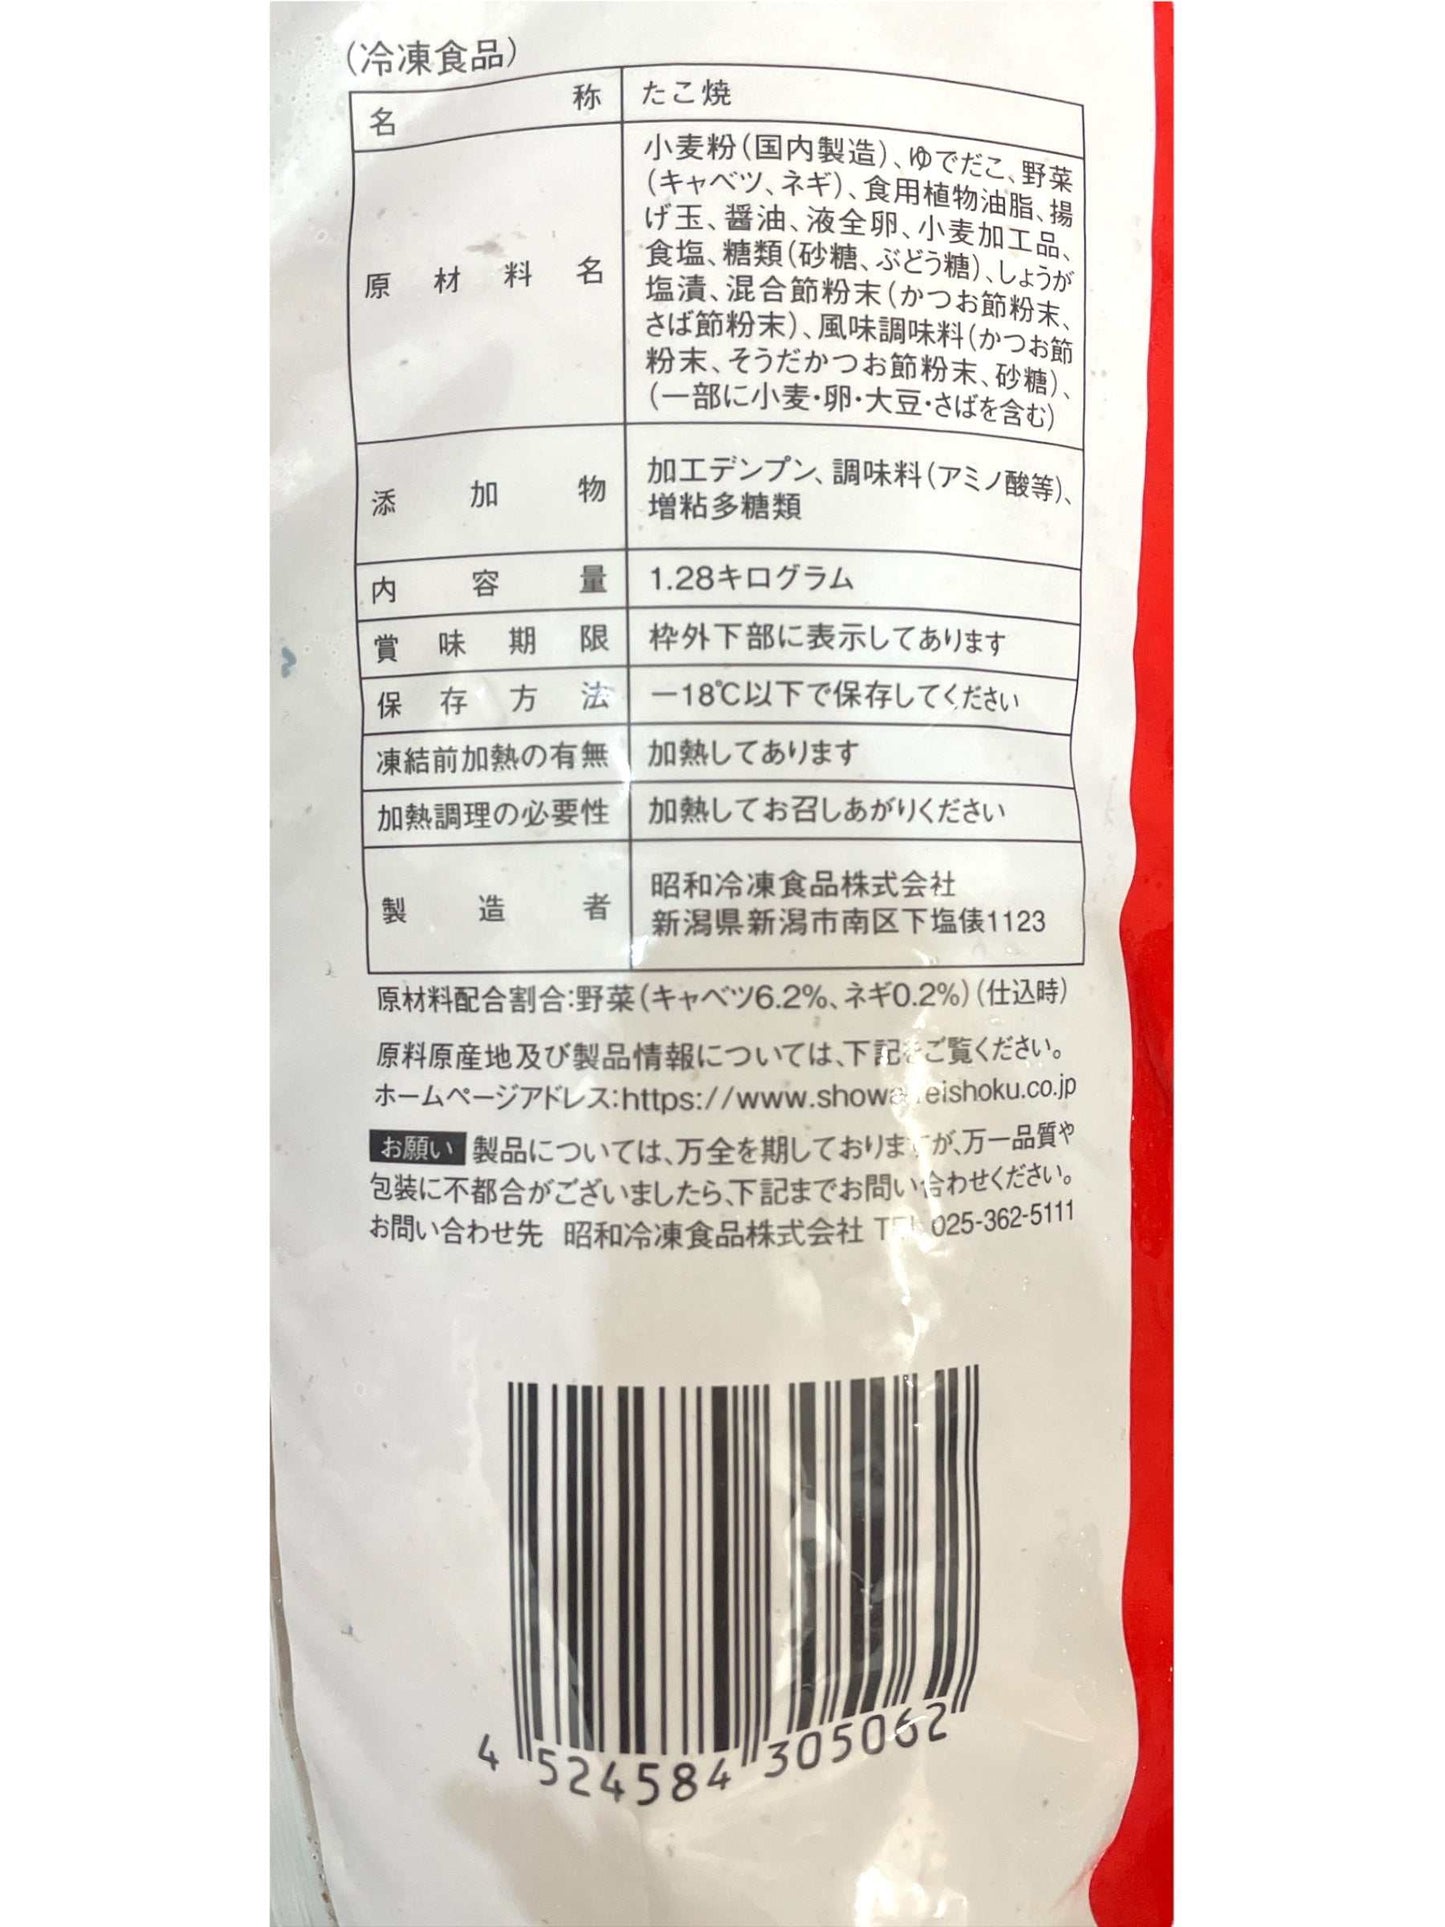 (冷凍食品)
名称 たこ焼
原材料名 小麦粉(国内製造)、ゆでだこ、野菜
(キャベツ、ネギ)、食用植物油脂、揚
げ玉、醤油、液全卵、小麦加工品、
食塩、糖類(砂糖、ぶどう糖)、しょうが
塩漬、混合節粉末(かつお節粉末、
さば節粉末)、風味調味料(かつお節
粉末、そうだかつお節粉末、砂糖)、
(一部に小麦・卵・大豆・さばを含む)
添加物 加工デンプン、調味料(アミノ酸等)、
増粘多糖類
内容量 1.28キログラム
賞味期限 枠外下部に表示してあります
保存方法 －18℃以下で保存してください
凍結前加熱の有無 加熱してあります
加熱調理の必要性 加熱してお召しあがりください
製造者 昭和冷凍食品株式会社
新潟県新潟市南区下塩俵1123
原材料配合割合:野菜(キャベツ6.2%、ネギ0.2%)(仕込時)
原料原産地及び製品情報については、下記をご覧ください。
ホームページアドレス:https://www.showa eishoku.co.jp
お願い 製品については、万全を期しておりますが、万一品質や
包装に不都合がございましたら、下記までお問い合わせください。
お問い合わせ先 昭和冷凍食品株式会社 TEL 025-362-5111
4 524584 305062